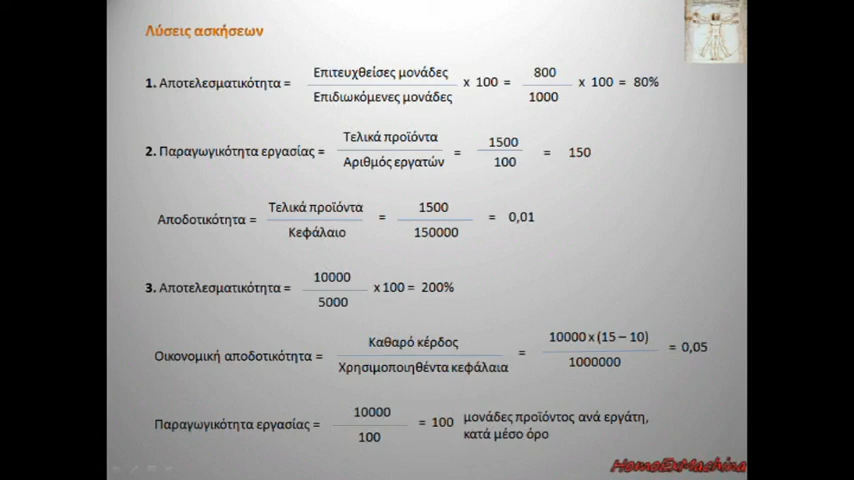 Λύσεις ασκήσεων
1. Αποτελεσματικότητα = Επιτευχθείσες μονάδες / Επιδιωκόμενες μονάδες x 100 = 800 / 1000 x 100 = 80%
2. Παραγωγικότητα εργασίας = Τελικά προϊόντα / Αριθμός εργατών = 1500 / 100 = 150
Αποδοτικότητα = Τελικά προϊόντα / Κεφάλαιο = 1500 / 150000 = 0,01
3. Αποτελεσματικότητα = 10000 / 5000 x 100 = 200%
Οικονομική αποδοτικότητα = Καθαρό κέρδος / Χρησιμοποιηθέντα κεφάλαια = 10000 x (15 – 10) / 1000000 = 0,05
Παραγωγικότητα εργασίας = 10000 / 100 = 100 μονάδες προϊόντος ανά εργάτη,
κατά μέσο όρο
HomoExMachina